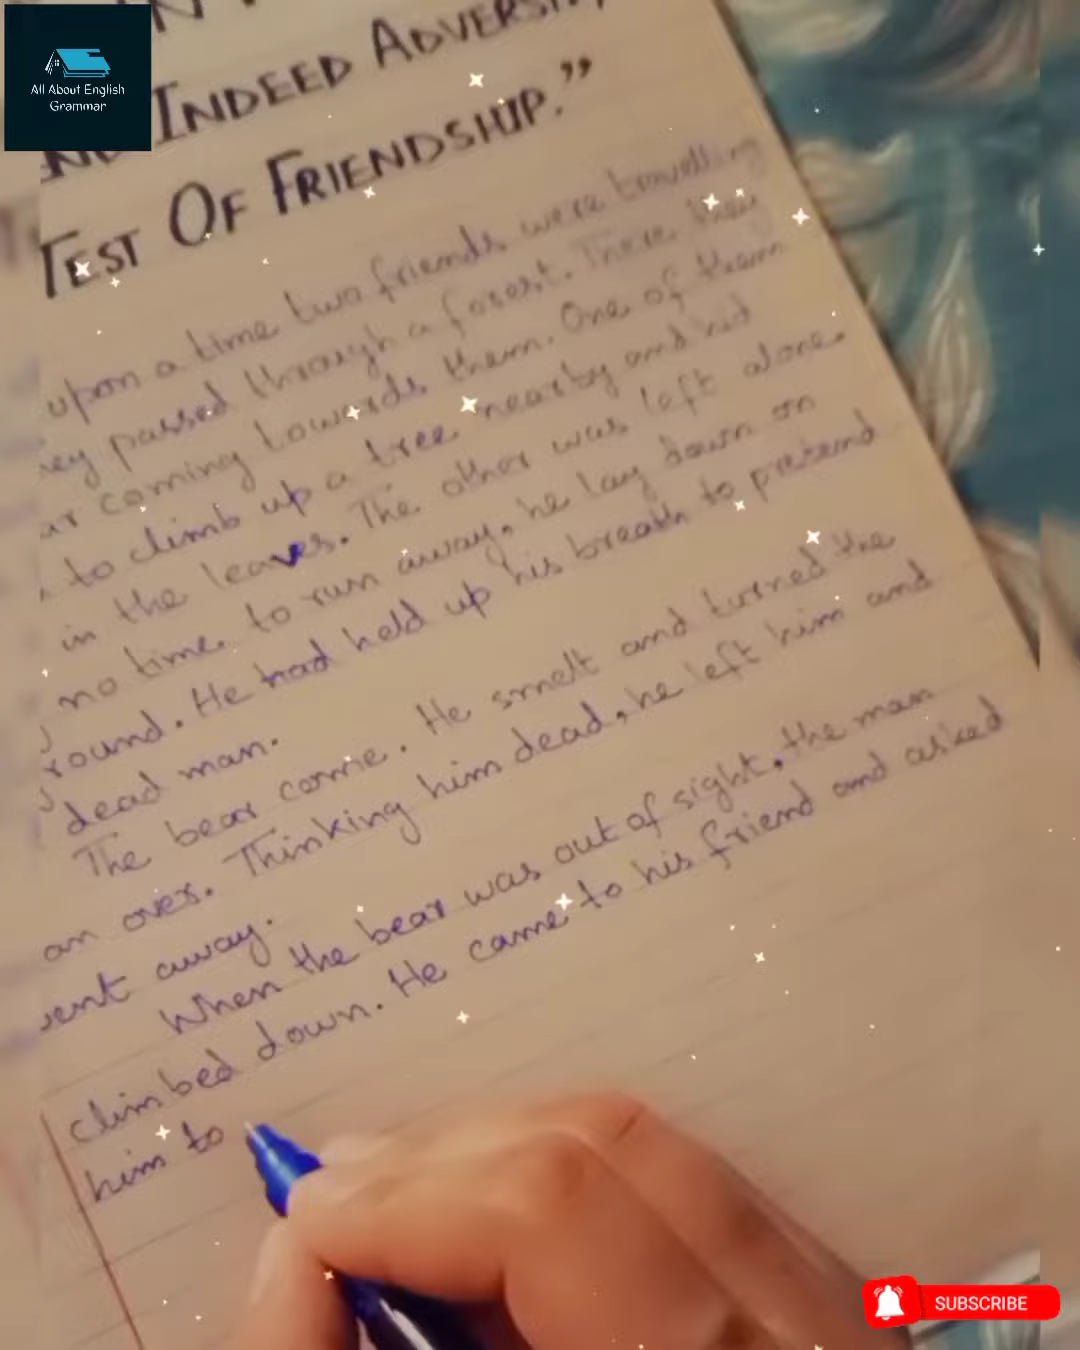 All About English
Grammar
IN
INDEED ADVERSITY
TEST OF FRIENDSHIP."
upon a time two friends were travelling
ey passed through a forest. There they
ar coming towards them. One of them
to climb up a tree nearby and hid
in the leaves. The other was left alone.
no time to run away, he lay down on
round. He had held up his breath to pretend
dead man.
The bear come. He smelt and turned the
an over. Thinking him dead, he left him and
went away.
When the bear was out of sight, the man
climbed down. He came to his friend and asked
him to
SUBSCRIBE